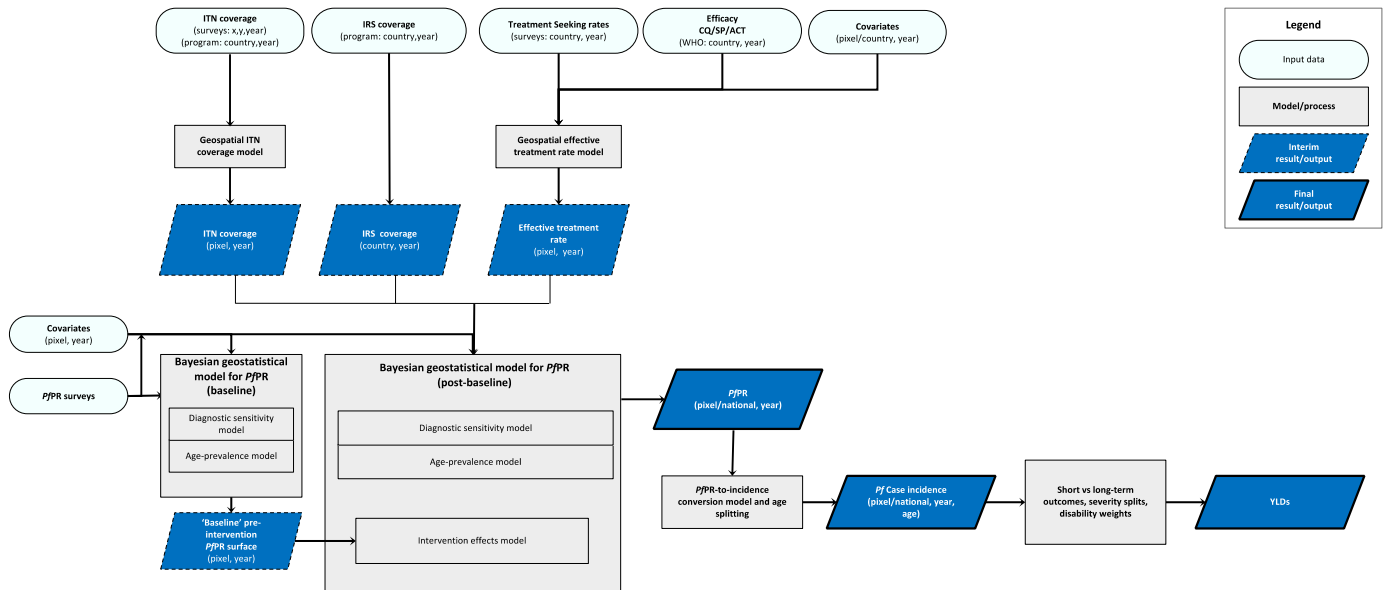 ITN coverage
(surveys: x,y,year)
(program: country,year)
IRS coverage
(program: country,year)
Treatment Seeking rates
(surveys: country, year)
Efficacy
CQ/SP/ACT
(WHO: country, year)
Covariates
(pixel/country, year)
Legend
Input data
Model/process
Interim
result/output
Final
result/output
Geospatial ITN
coverage model
Geospatial effective
treatment rate model
ITN coverage
(pixel, year)
IRS coverage
(country, year)
Effective treatment
rate
(pixel, year)
Covariates
(pixel, year)
PfPR surveys
Bayesian geostatistical
model for PfPR
(baseline)
Diagnostic sensitivity
model
Age-prevalence model
'Baseline' pre-
intervention
PfPR surface
(pixel, year)
Bayesian geostatistical model for PfPR
(post-baseline)
Diagnostic sensitivity model
Age-prevalence model
Intervention effects model
PfPR
(pixel/national, year)
PfPR-to-incidence
conversion model and age
splitting
Pf Case incidence
(pixel/national, year,
age)
Short vs long-term
outcomes, severity splits,
disability weights
YLDs